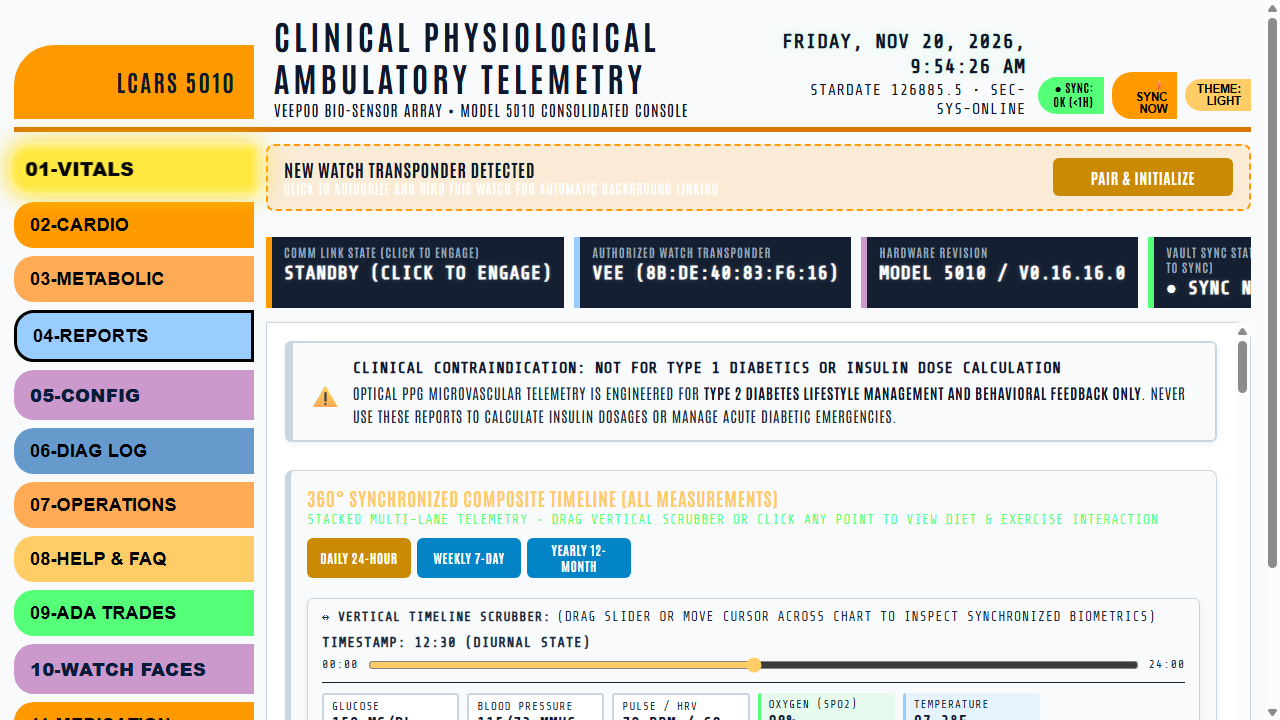 LCARS 5010
CLINICAL PHYSIOLOGICAL
AMBULATORY TELEMETRY
VEEPOO BIO-SENSOR ARRAY • MODEL 5010 CONSOLIDATED CONSOLE
FRIDAY, NOV 20, 2026,
9:54:26 AM
STARDATE 126885.5 · SEC-
SYS-ONLINE
● SYNC:
OK (<1H)
SYNC
NOW
THEME:
LIGHT
01-VITALS
02-CARDIO
03-METABOLIC
04-REPORTS
05-CONFIG
06-DIAG LOG
07-OPERATIONS
08-HELP & FAQ
09-ADA TRADES
10-WATCH FACES
11-MEDICATION
NEW WATCH TRANSPONDER DETECTED
CLICK TO AUTHORIZE AND BIND THIS WATCH FOR AUTOMATIC BACKGROUND LINKING.
PAIR & INITIALIZE
COMM LINK STATE (CLICK TO ENGAGE)
STANDBY (CLICK TO ENGAGE)
AUTHORIZED WATCH TRANSPONDER
VEE (8B:DE:40:83:F6:16)
HARDWARE REVISION
MODEL 5010 / V0.16.16.0
VAULT SYNC STAT
TO SYNC)
● SYNC N
CLINICAL CONTRAINDICATION: NOT FOR TYPE 1 DIABETICS OR INSULIN DOSE CALCULATION
OPTICAL PPG MICROVASCULAR TELEMETRY IS ENGINEERED FOR TYPE 2 DIABETES LIFESTYLE MANAGEMENT AND BEHAVIORAL FEEDBACK ONLY. NEVER
USE THESE REPORTS TO CALCULATE INSULIN DOSAGES OR MANAGE ACUTE DIABETIC EMERGENCIES.
360° SYNCHRONIZED COMPOSITE TIMELINE (ALL MEASUREMENTS)
STACKED MULTI-LANE TELEMETRY · DRAG VERTICAL SCRUBBER OR CLICK ANY POINT TO VIEW DIET & EXERCISE INTERACTION
DAILY 24-HOUR
WEEKLY 7-DAY
YEARLY 12-
MONTH
↔ VERTICAL TIMELINE SCRUBBER: (DRAG SLIDER OR MOVE CURSOR ACROSS CHART TO INSPECT SYNCHRONIZED BIOMETRICS)
TIMESTAMP: 12:30 (DIURNAL STATE)
00:00
24:00
GLUCOSE
BLOOD PRESSURE
PULSE / HRV
OXYGEN (SPO2)
TEMPERATURE